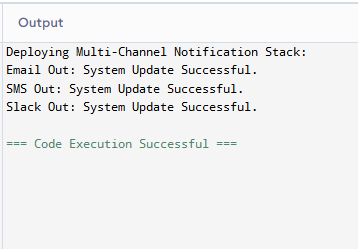 Output
Deploying Multi-Channel Notification Stack:
Email Out: System Update Successful.
SMS Out: System Update Successful.
Slack Out: System Update Successful.
=== Code Execution Successful ===